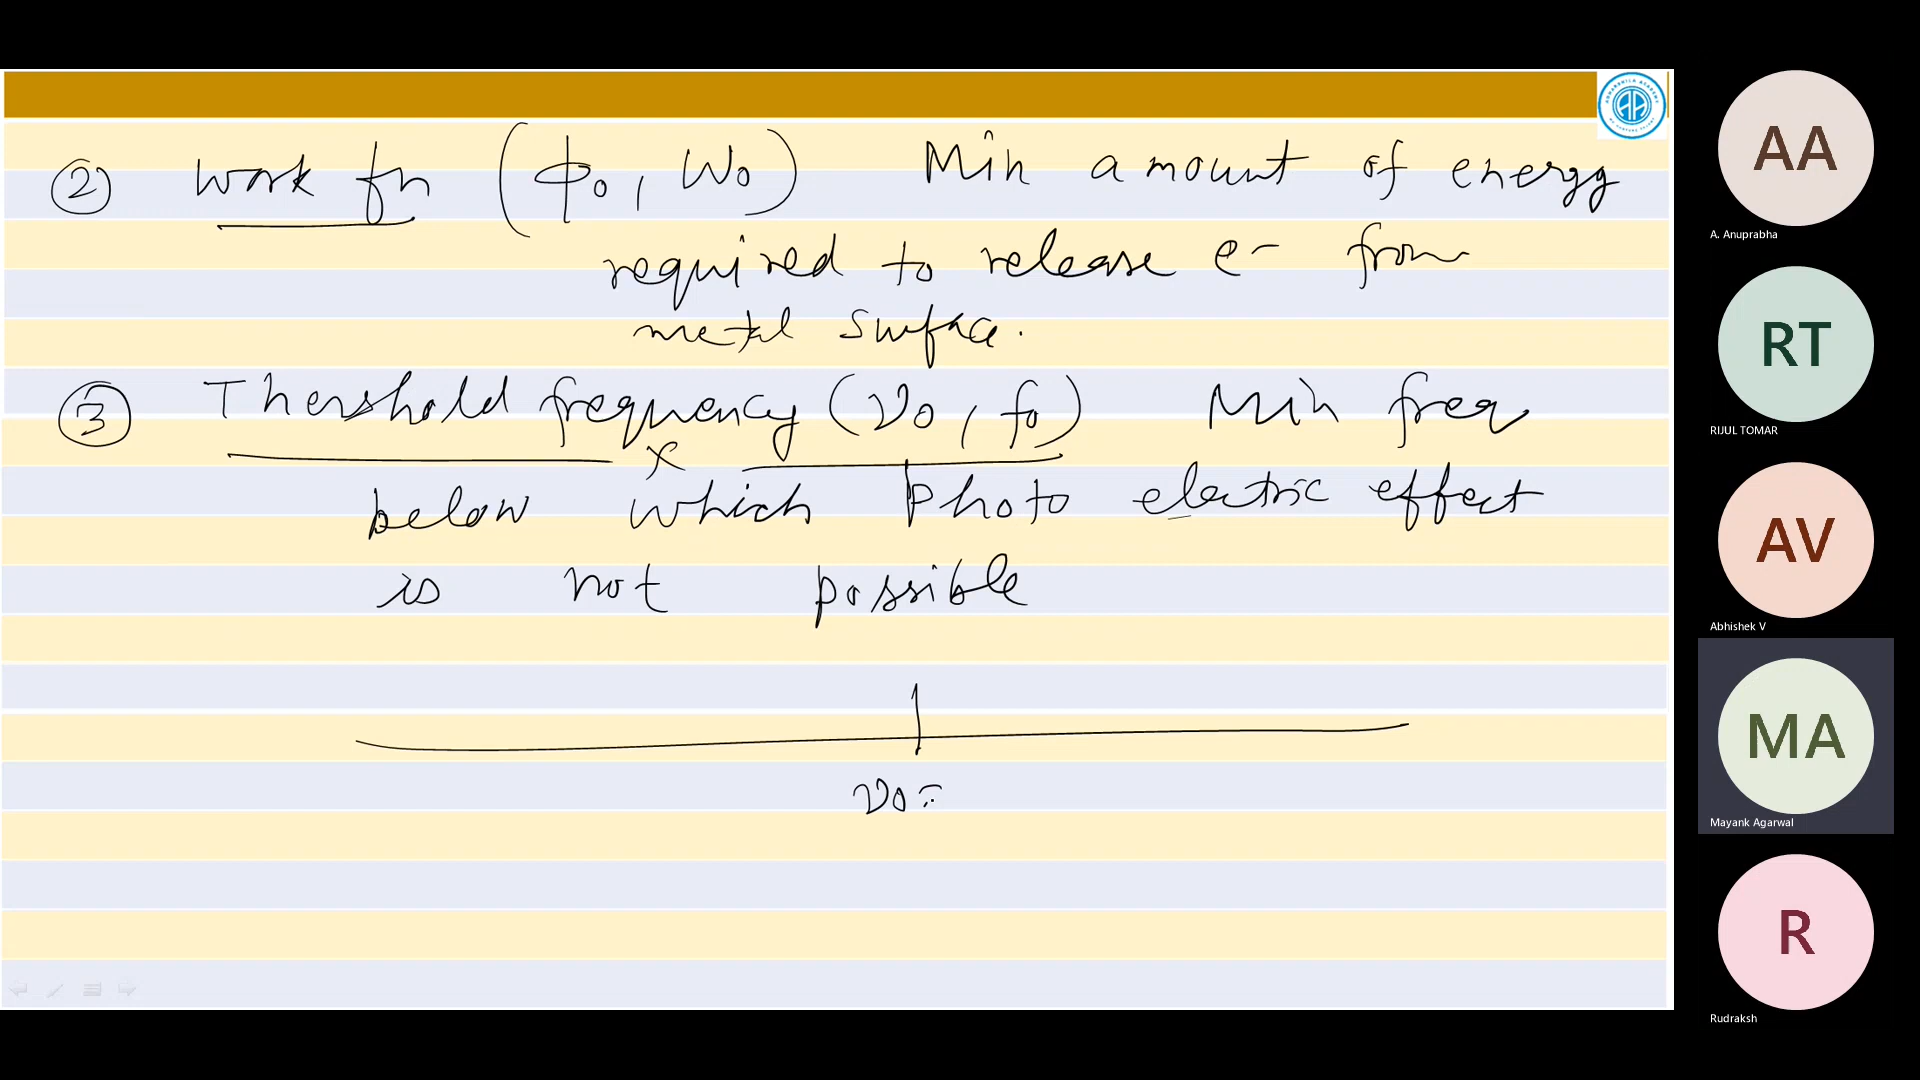 ② Work fn (ϕ0, W0) Min amount of energy
required to release e- from
metal surface.
③ Thershold frequency (ν0, f0) Min freq
x
below which Photo electric effect
is not possible
ν0 =
AA
A. Anuprabha
RT
RIJUL TOMAR
AV
Abhishek V
MA
Mayank Agarwal
R
Rudraksh